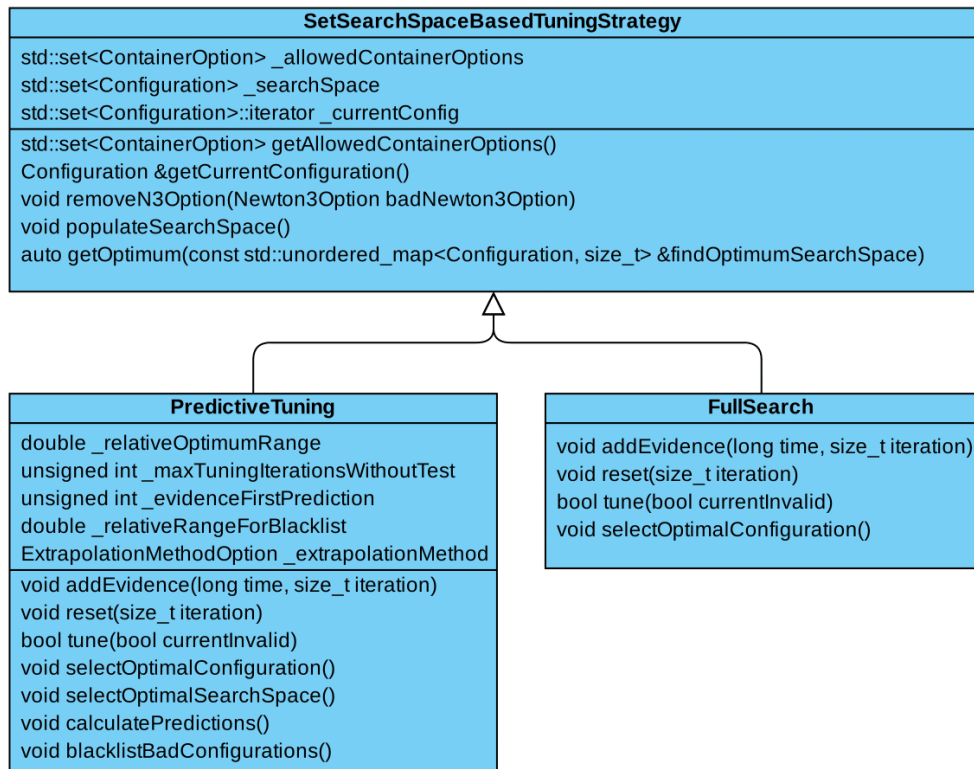 SetSearchSpaceBasedTuningStrategy
std::set<ContainerOption> _allowedContainerOptions
std::set<Configuration> _searchSpace
std::set<Configuration>::iterator _currentConfig
std::set<ContainerOption> getAllowedContainerOptions()
Configuration &getCurrentConfiguration()
void removeN3Option(Newton3Option badNewton3Option)
void populateSearchSpace()
auto getOptimum(const std::unordered_map<Configuration, size_t> &findOptimumSearchSpace)
PredictiveTuning
double _relativeOptimumRange
unsigned int _maxTuningIterationsWithoutTest
unsigned int _evidenceFirstPrediction
double _relativeRangeForBlacklist
ExtrapolationMethodOption _extrapolationMethod
void addEvidence(long time, size_t iteration)
void reset(size_t iteration)
bool tune(bool currentInvalid)
void selectOptimalConfiguration()
void selectOptimalSearchSpace()
void calculatePredictions()
void blacklistBadConfigurations()
FullSearch
void addEvidence(long time, size_t iteration)
void reset(size_t iteration)
bool tune(bool currentInvalid)
void selectOptimalConfiguration()